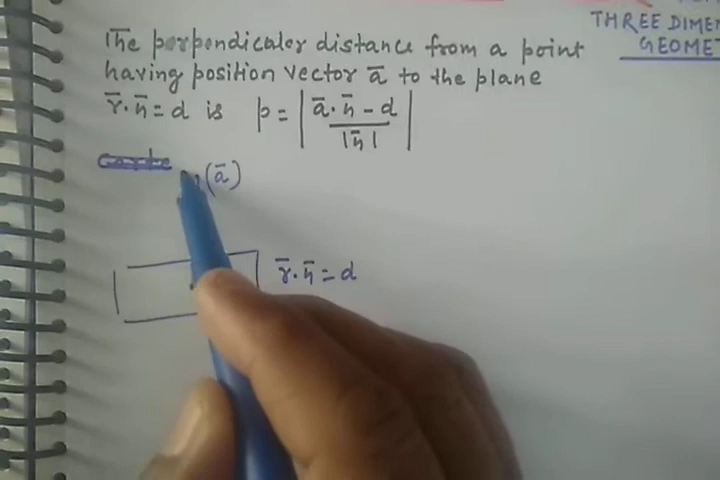 THREE DIMEN
GEOMET
The perpendicular distance from a point
having position vector a̅ to the plane
r̅.n̅ = d is p = | a̅.n̅ - d / |n̅| |
(a̅)
r̅.n̅ = d